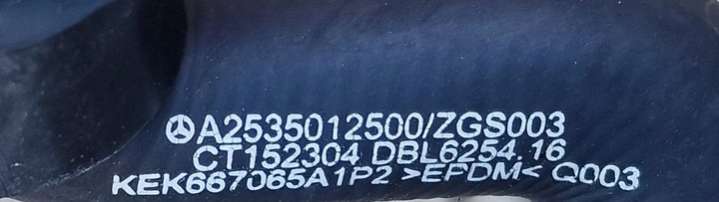 A2535012500/ZGS003
CT152304 DBL6254.16
KEK667065A1P2 >EPDM< Q003